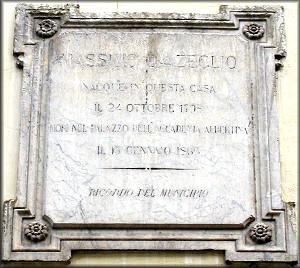 MASSIMO D'AZEGLIO
NACQUE IN QUESTA CASA
IL 24 OTTOBRE 1798
MORÌ NEL PALAZZO DELL'ACCADEMIA ALBERTINA
IL 15 GENNAIO 1866
RICORDO DEL MUNICIPIO